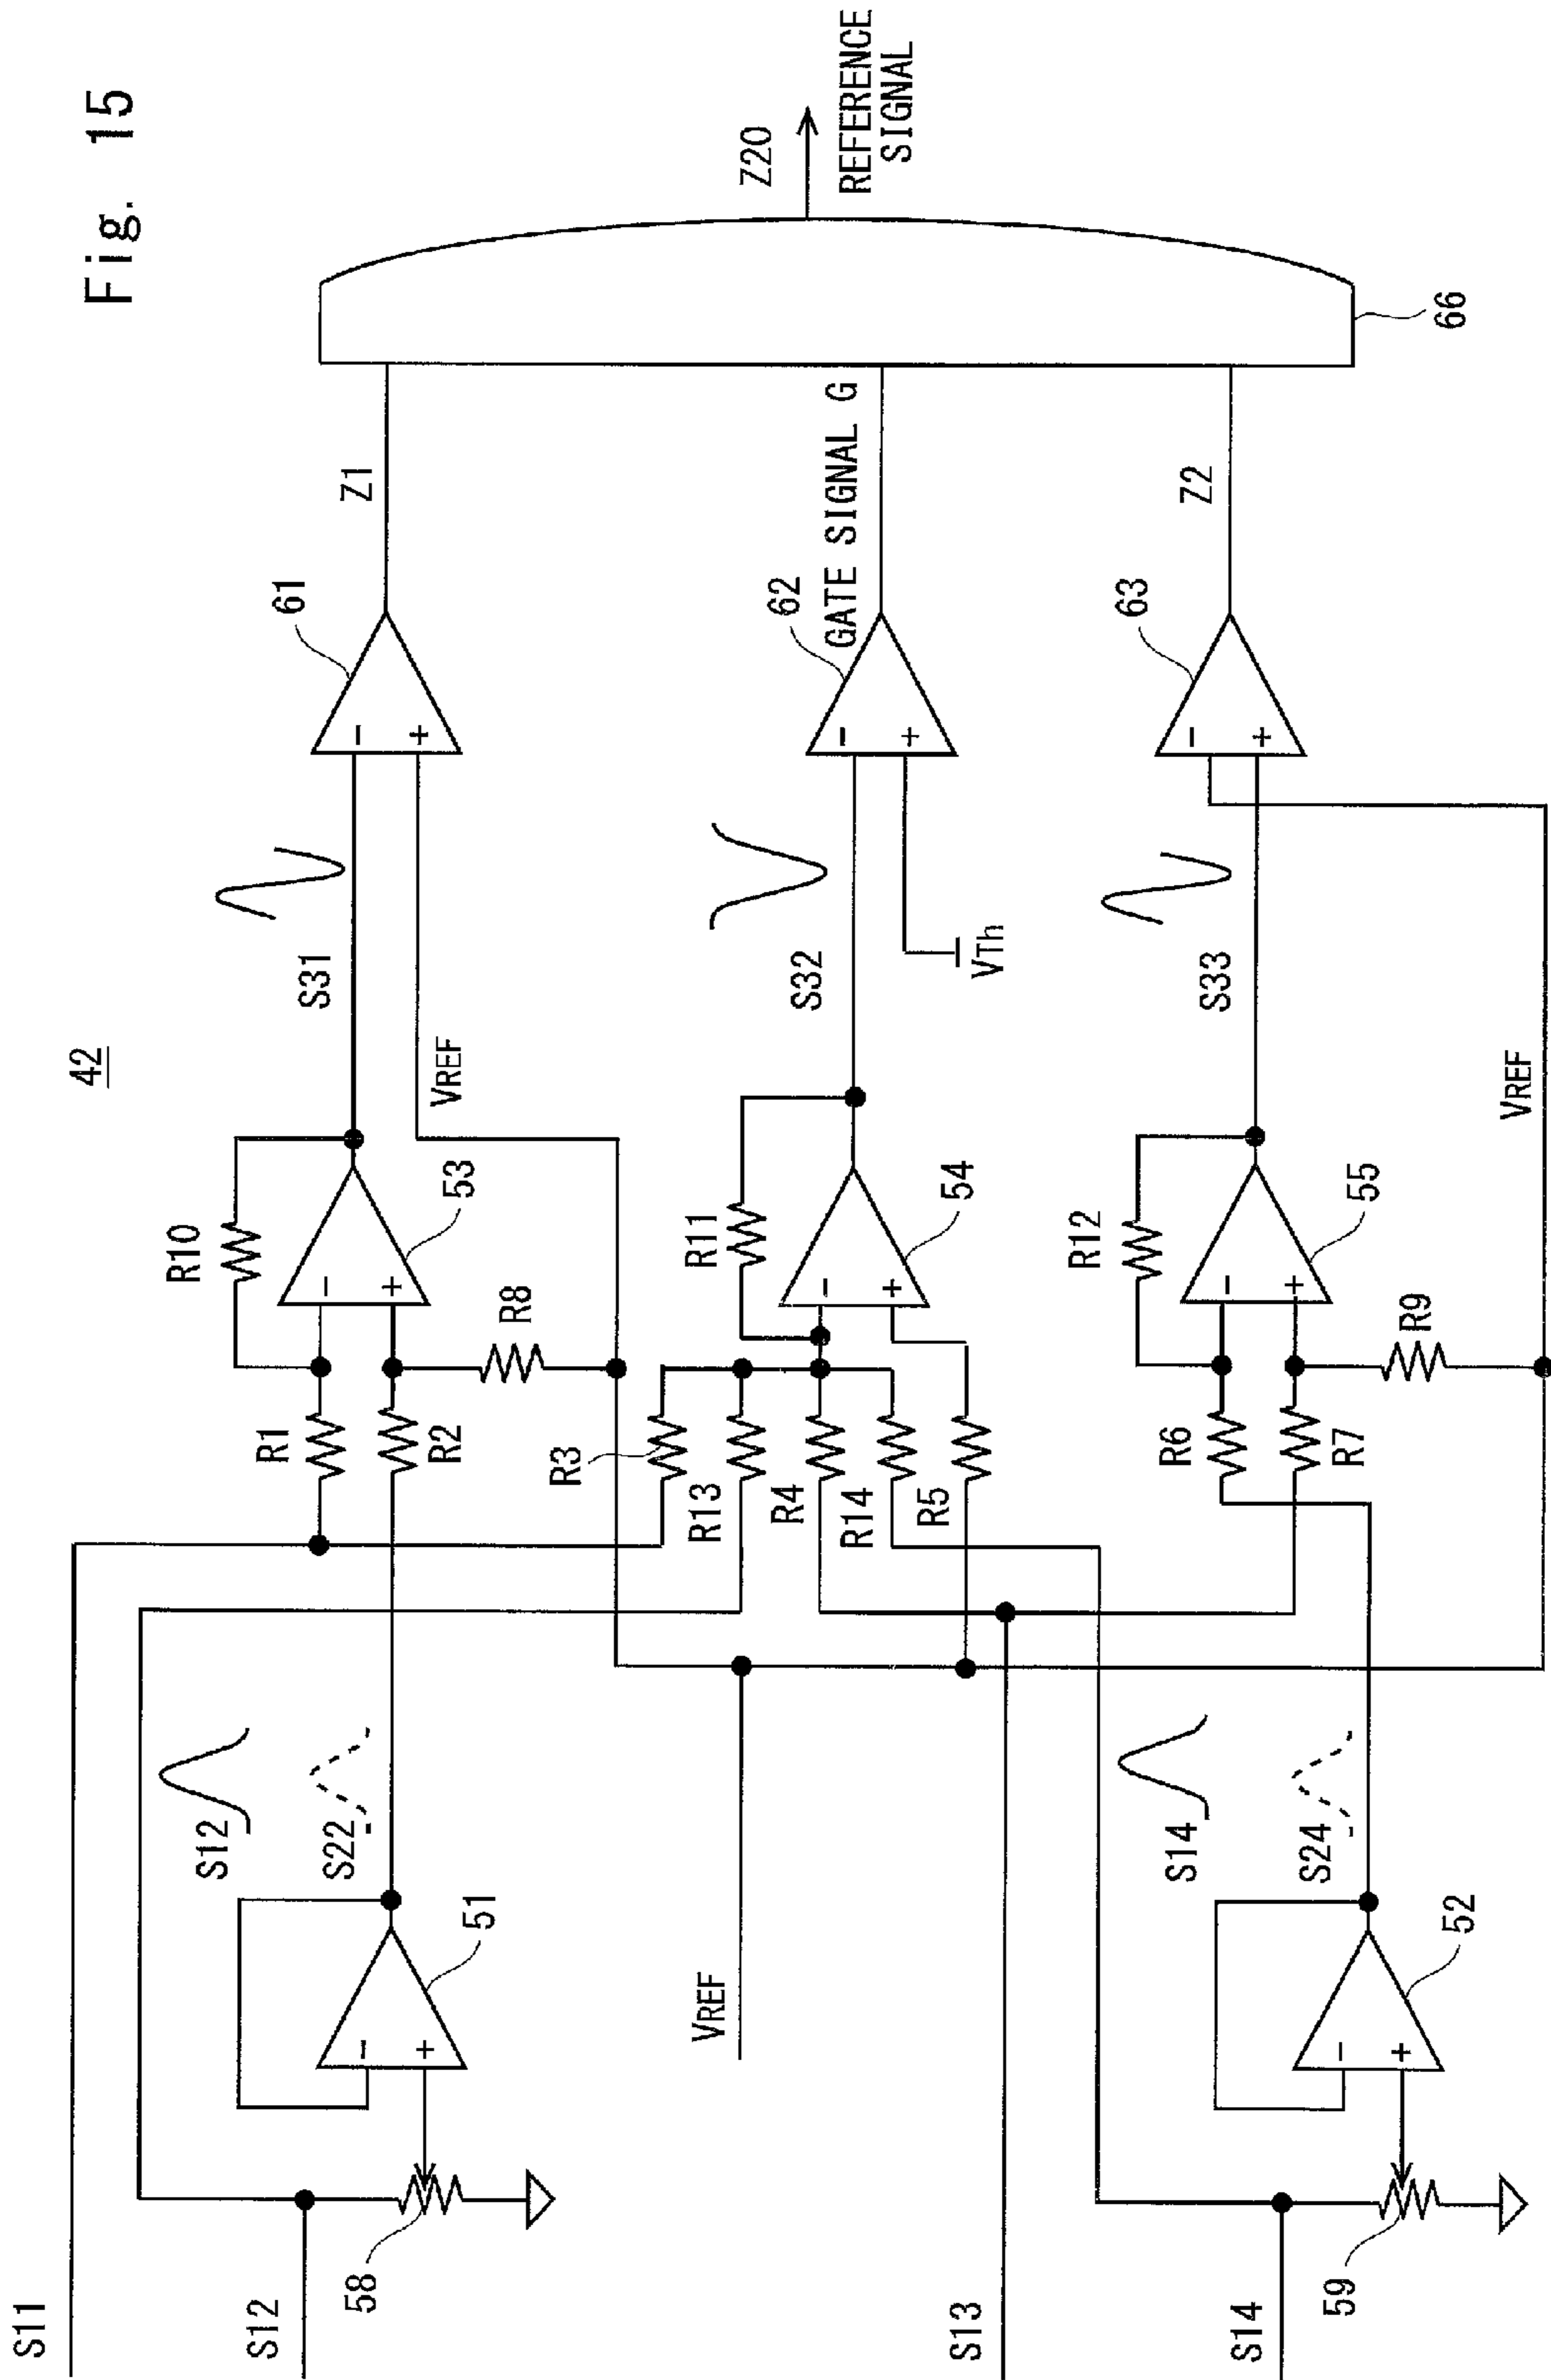 Fig. 15
42
S11
S12
58
51
S12
S22
VREF
S13
S14
59
52
S14
S24
R1
R2
R10
R8
53
R3
R13
R4
R14
R5
R11
54
R6
R7
R12
R9
55
S31
VREF
S32
VTh
S33
VREF
61
62
63
Z1
GATE SIGNAL G
Z2
66
Z20
REFERENCE
SIGNAL